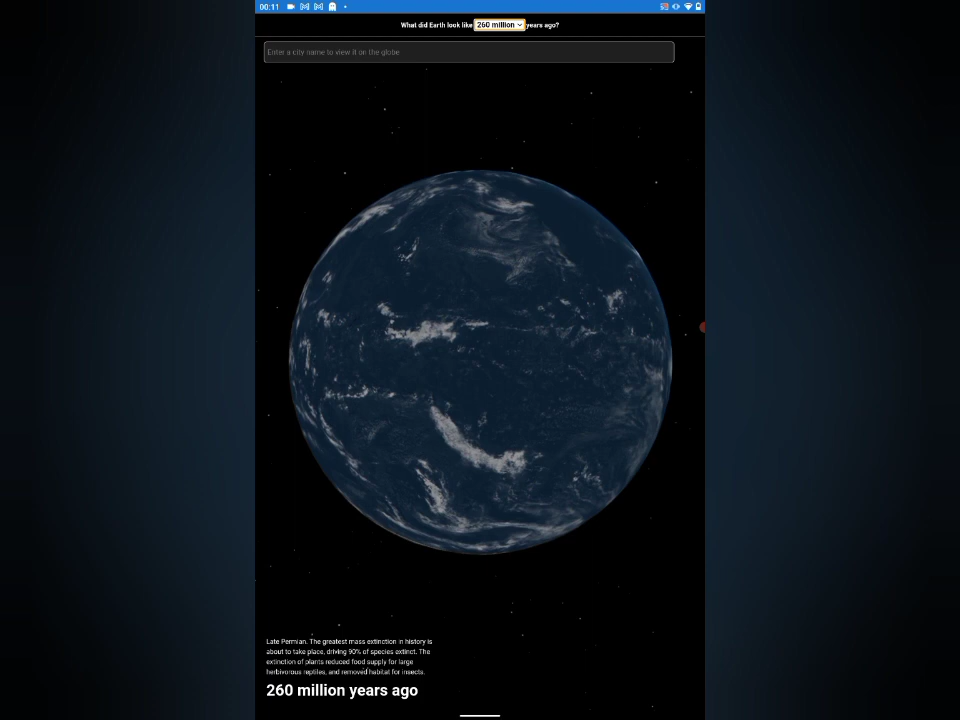 00:11
What did Earth look like 260 million years ago?
Enter a city name to view it on the globe
Late Permian. The greatest mass extinction in history is
about to take place, driving 90% of species extinct. The
extinction of plants reduced food supply for large
herbivorous reptiles, and removed habitat for insects.
260 million years ago